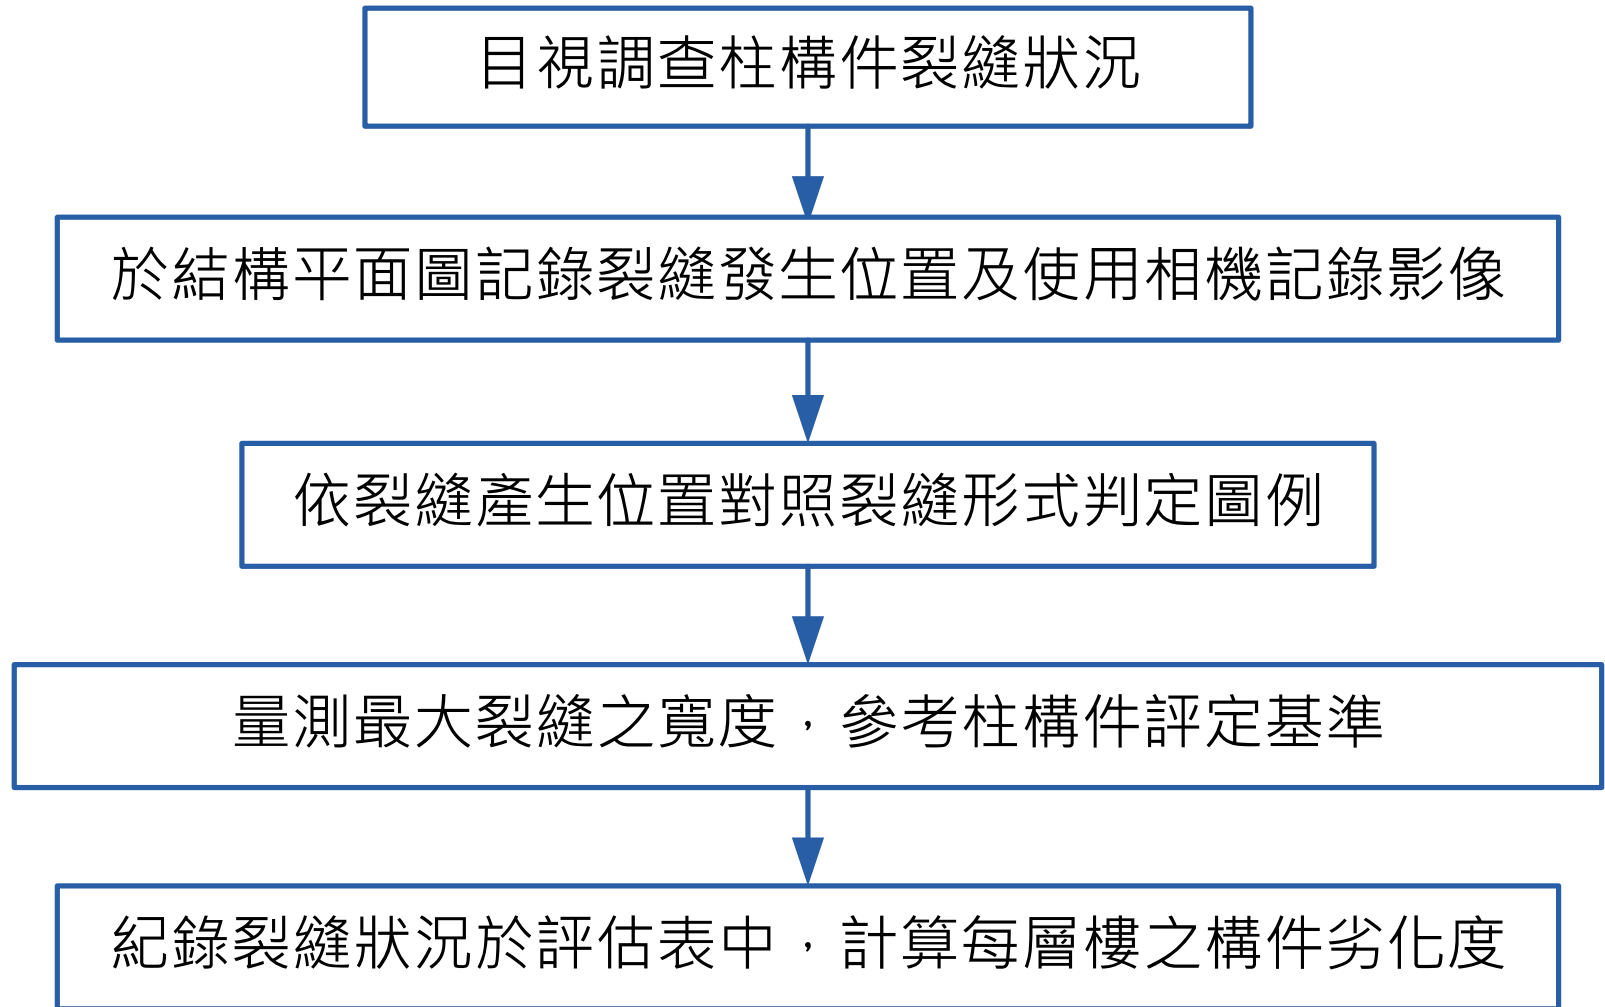 目視調查柱構件裂縫狀況
於結構平面圖記錄裂縫發生位置及使用相機記錄影像
依裂縫產生位置對照裂縫形式判定圖例
量測最大裂縫之寬度，參考柱構件評定基準
紀錄裂縫狀況於評估表中，計算每層樓之構件劣化度